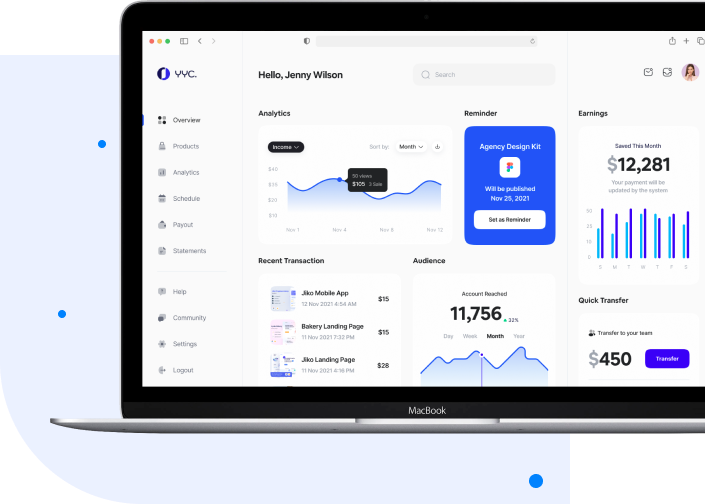 YYC.
Hello, Jenny Wilson
Search
Overview
Products
Analytics
Schedule
Payout
Statements
Help
Community
Settings
Logout
Analytics
Income
Sort by:
Month
$40
$35
$20
$10
50 views
$105 3 Sale
Nov 1
Nov 4
Nov 8
Nov 12
Reminder
Agency Design Kit
Will be published
Nov 25, 2021
Set as Reminder
Earnings
Saved This Month
$12,281
Your payment will be
updated by the system
30
25
15
0
S M T W T F S
Recent Transaction
Jiko Mobile App
12 Nov 2021 4:54 AM
$15
Bakery Landing Page
11 Nov 2021 7:32 PM
$15
Jiko Landing Page
11 Nov 2021 4:16 PM
$28
Audience
Account Reached
11,756
32%
Day Week Month Year
Quick Transfer
Transfer to your team
$450
Transfer
MacBook